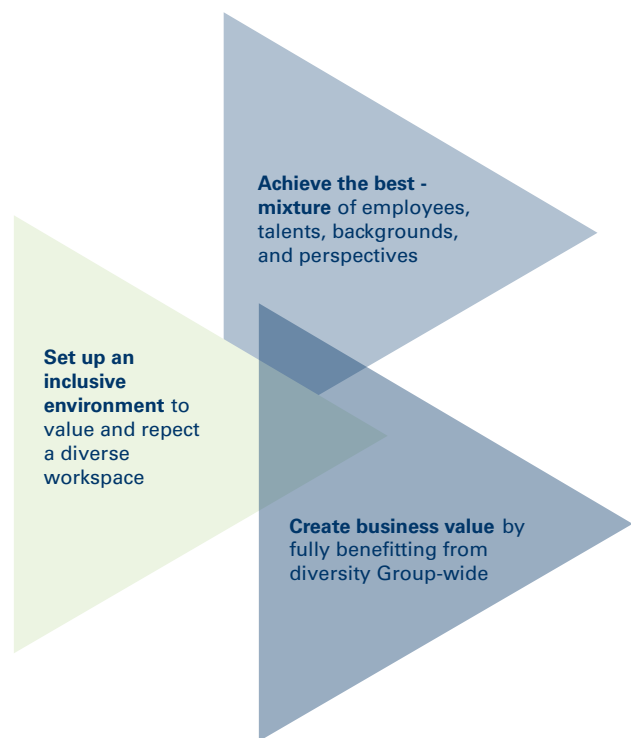 Achieve the best -
mixture of employees,
talents, backgrounds,
and perspectives
Set up an
inclusive
environment to
value and repect
a diverse
workspace
Create business value by
fully benefitting from
diversity Group-wide